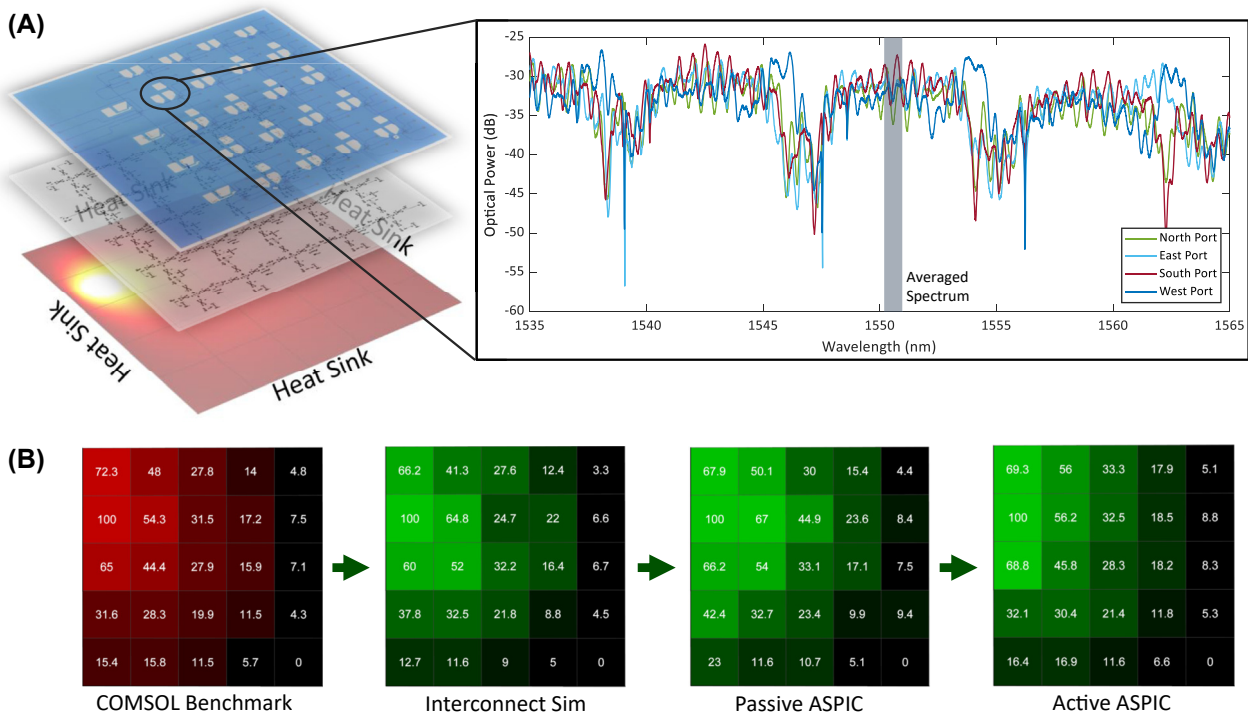 (A)
Heat Sink
Heat Sink
Heat Sink
Heat Sink
-25
-30
-35
-40
-45
-50
-55
-60
Optical Power (dB)
1535
1540
1545
1550
1555
1560
1565
Wavelength (nm)
Averaged
Spectrum
North Port
East Port
South Port
West Port
(B)
72.3 48 27.8 14 4.8
100 54.3 31.5 17.2 7.5
65 44.4 27.9 15.9 7.1
31.6 28.3 19.9 11.5 4.3
15.4 15.8 11.5 5.7 0
COMSOL Benchmark
66.2 41.3 27.6 12.4 3.3
100 64.8 24.7 22 6.6
60 52 32.2 16.4 6.7
37.8 32.5 21.8 8.8 4.5
12.7 11.6 9 5 0
Interconnect Sim
67.9 50.1 30 15.4 4.4
100 67 44.9 23.6 8.4
66.2 54 33.1 17.1 7.5
42.4 32.7 23.4 9.9 9.4
23 11.6 10.7 5.1 0
Passive ASPIC
69.3 56 33.3 17.9 5.1
100 56.2 32.5 18.5 8.8
68.8 45.8 28.3 18.2 8.3
32.1 30.4 21.4 11.8 5.3
16.4 16.9 11.6 6.6 0
Active ASPIC